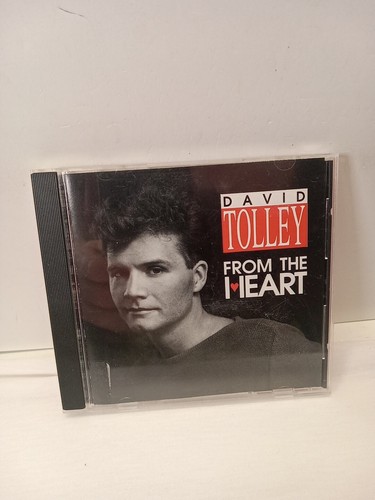 DAVID
TOLLEY
FROM THE
HEART